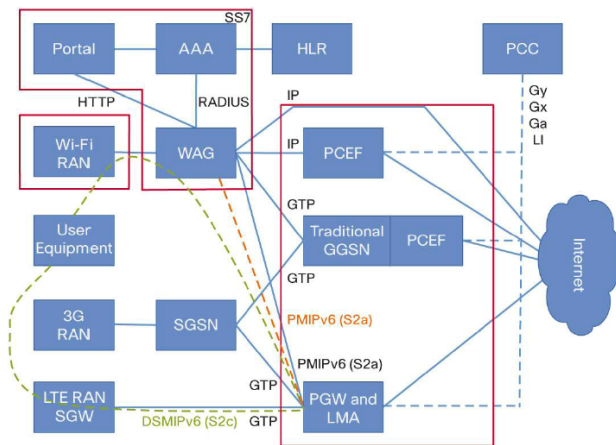 SS7
Portal
AAA
HLR
PCC
HTTP
RADIUS
IP
Gy
Gx
Ga
LI
Wi-Fi
RAN
WAG
IP
PCEF
GTP
User
Equipment
Traditional
GGSN
PCEF
Internet
GTP
3G
RAN
SGSN
PMIPv6 (S2a)
PMIPv6 (S2a)
GTP
LTE RAN
SGW
PGW and
LMA
DSMIPv6 (S2c)
GTP